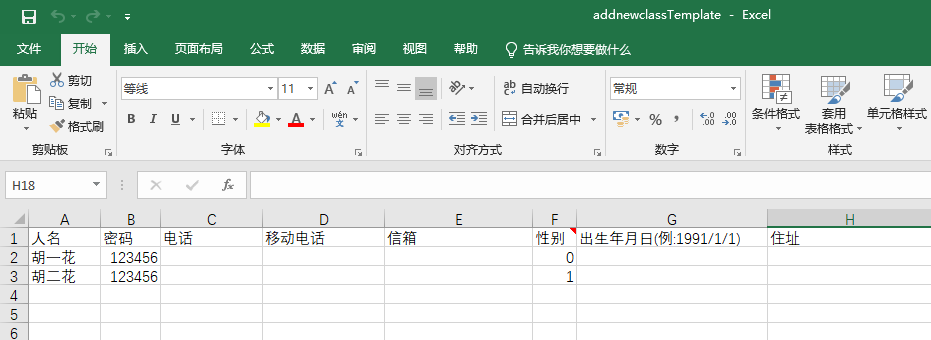 addnewclassTemplate - Excel
文件 开始 插入 页面布局 公式 数据 审阅 视图 帮助 告诉我你想要做什么
剪切 等线 11 A A ab 自动换行 常规
粘贴 复制 条件格式 套用 单元格样式
格式刷 B I U A wén 合并后居中 % , .00 .00 表格格式
剪贴板 字体 对齐方式 数字 样式
H18 fx
A B C D E F G H
1 人名 密码 电话 移动电话 信箱 性别 出生年月日(例:1991/1/1) 住址
2 胡一花 123456 0
3 胡二花 123456 1
4
5
6